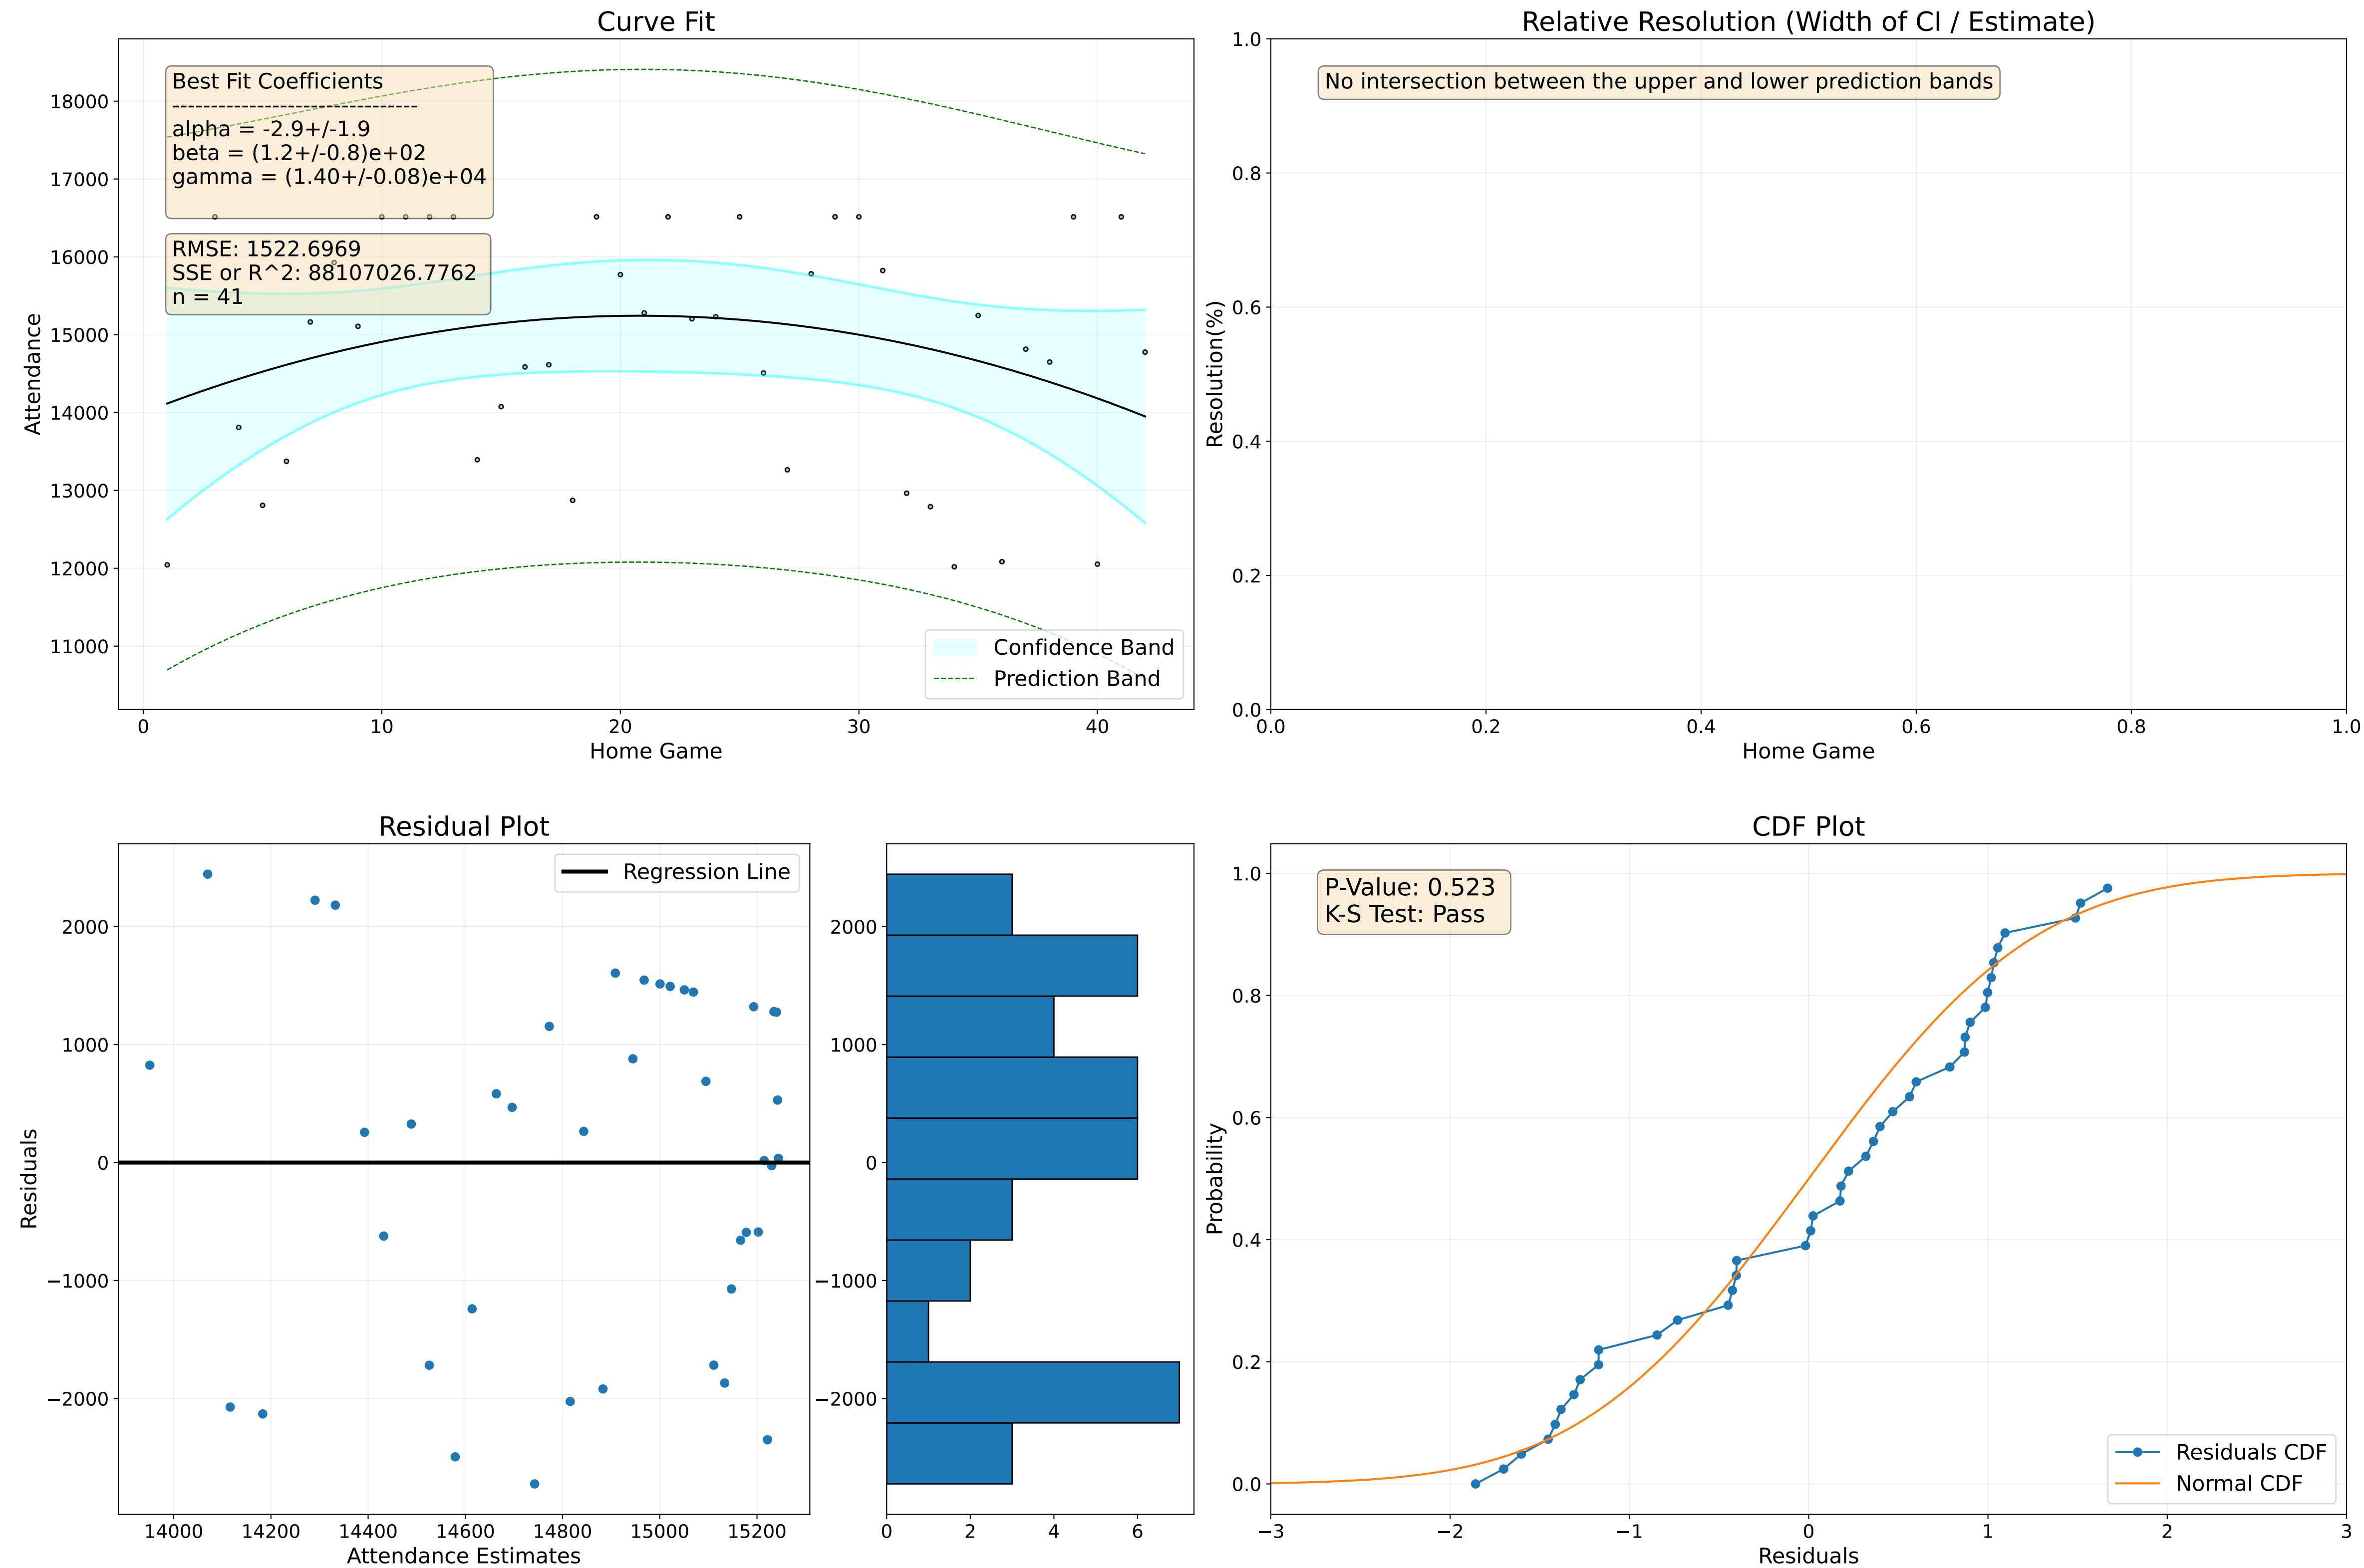 Curve Fit
Best Fit Coefficients
------------------------------
alpha = -2.9+/-1.9
beta = (1.2+/-0.8)e+02
gamma = (1.40+/-0.08)e+04
RMSE: 1522.6969
SSE or R^2: 88107026.7762
n = 41
18000
17000
16000
15000
14000
13000
12000
11000
Attendance
Confidence Band
Prediction Band
0 10 20 30 40
Home Game
Relative Resolution (Width of CI / Estimate)
No intersection between the upper and lower prediction bands
1.0
0.8
0.6
0.4
0.2
0.0
Resolution(%)
0.0 0.2 0.4 0.6 0.8 1.0
Home Game
Residual Plot
Regression Line
2000
1000
0
−1000
−2000
Residuals
14000 14200 14400 14600 14800 15000 15200
Attendance Estimates
2000
1000
0
−1000
−2000
0 2 4 6
CDF Plot
P-Value: 0.523
K-S Test: Pass
1.0
0.8
0.6
0.4
0.2
0.0
Probability
Residuals CDF
Normal CDF
−3 −2 −1 0 1 2 3
Residuals